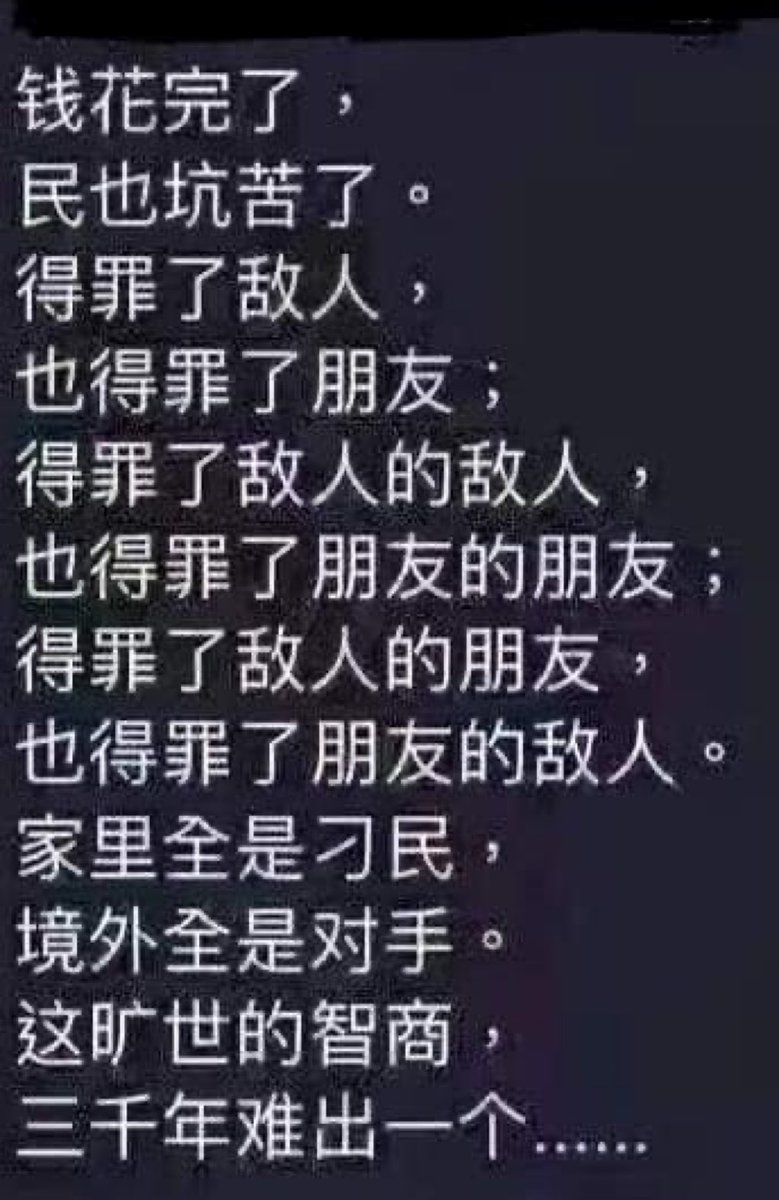 钱花完了，
民也坑苦了。
得罪了敌人，
也得罪了朋友；
得罪了敌人的敌人，
也得罪了朋友的朋友；
得罪了敌人的朋友，
也得罪了朋友的敌人。
家里全是刁民，
境外全是对手。
这旷世的智商，
三千年难出一个……